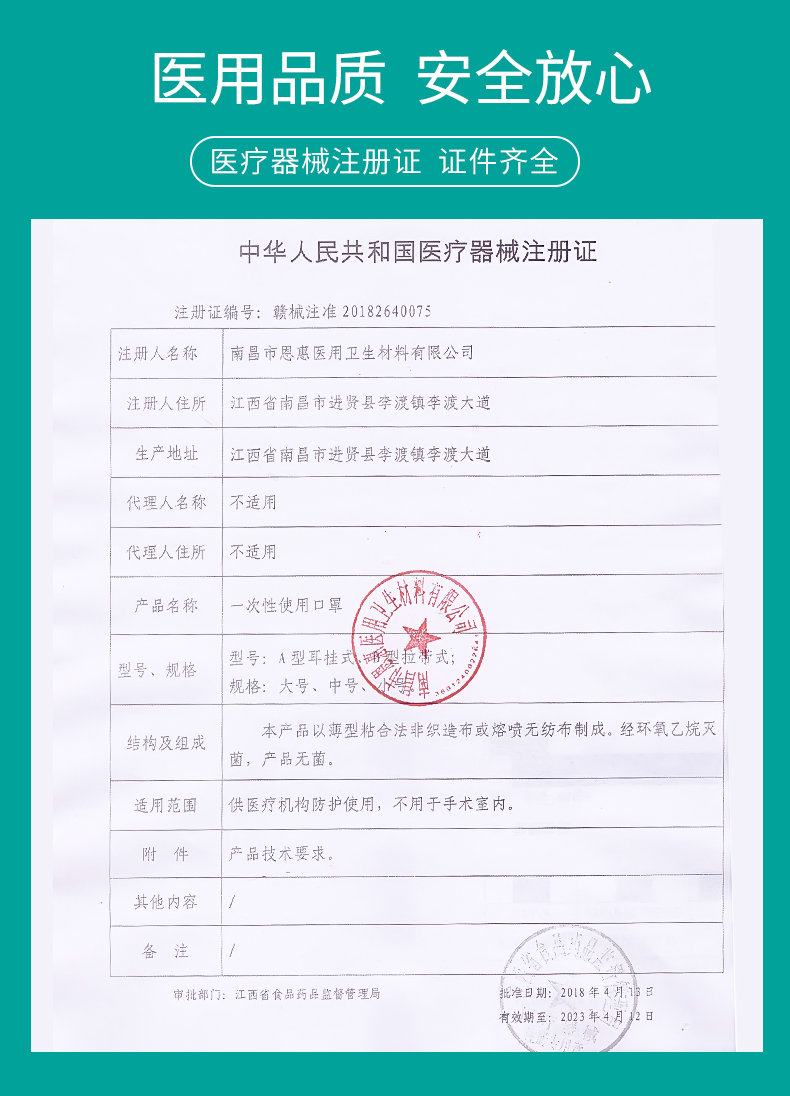 医用品质 安全放心
医疗器械注册证 证件齐全
中华人民共和国医疗器械注册证
注册证编号：赣械注准 20182640075
注册人名称 南昌市恩惠医用卫生材料有限公司
注册人住所 江西省南昌市进贤县李渡镇李渡大道
生产地址 江西省南昌市进贤县李渡镇李渡大道
代理人名称 不适用
代理人住所 不适用
产品名称 一次性使用口罩
型号、规格 型号：A 型耳挂式、B 型拉带式；
规格：大号、中号、小号。
结构及组成 本产品以薄型粘合法非织造布或熔喷无纺布制成。经环氧乙烷灭
菌，产品无菌。
适用范围 供医疗机构防护使用，不用于手术室内。
附 件 产品技术要求。
其他内容 /
备 注 /
审批部门：江西省食品药品监督管理局
批准日期：2018 年 4 月 13 日
有效期至：2023 年 4 月 12 日
医用卫生材料有限公司